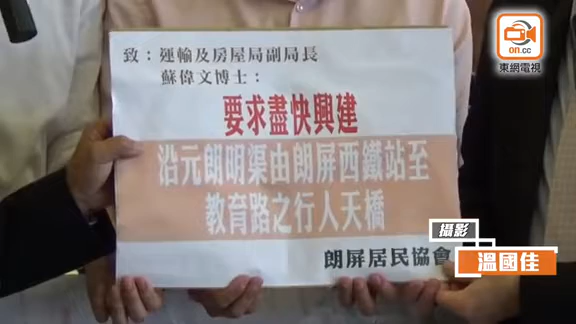 致：運輸及房屋局副局長
蘇偉文博士：
要求盡快興建
沿元朗明渠由朗屏西鐵站至
教育路之行人天橋
朗屏居民協會
on.cc
東網電視
攝影
溫國佳